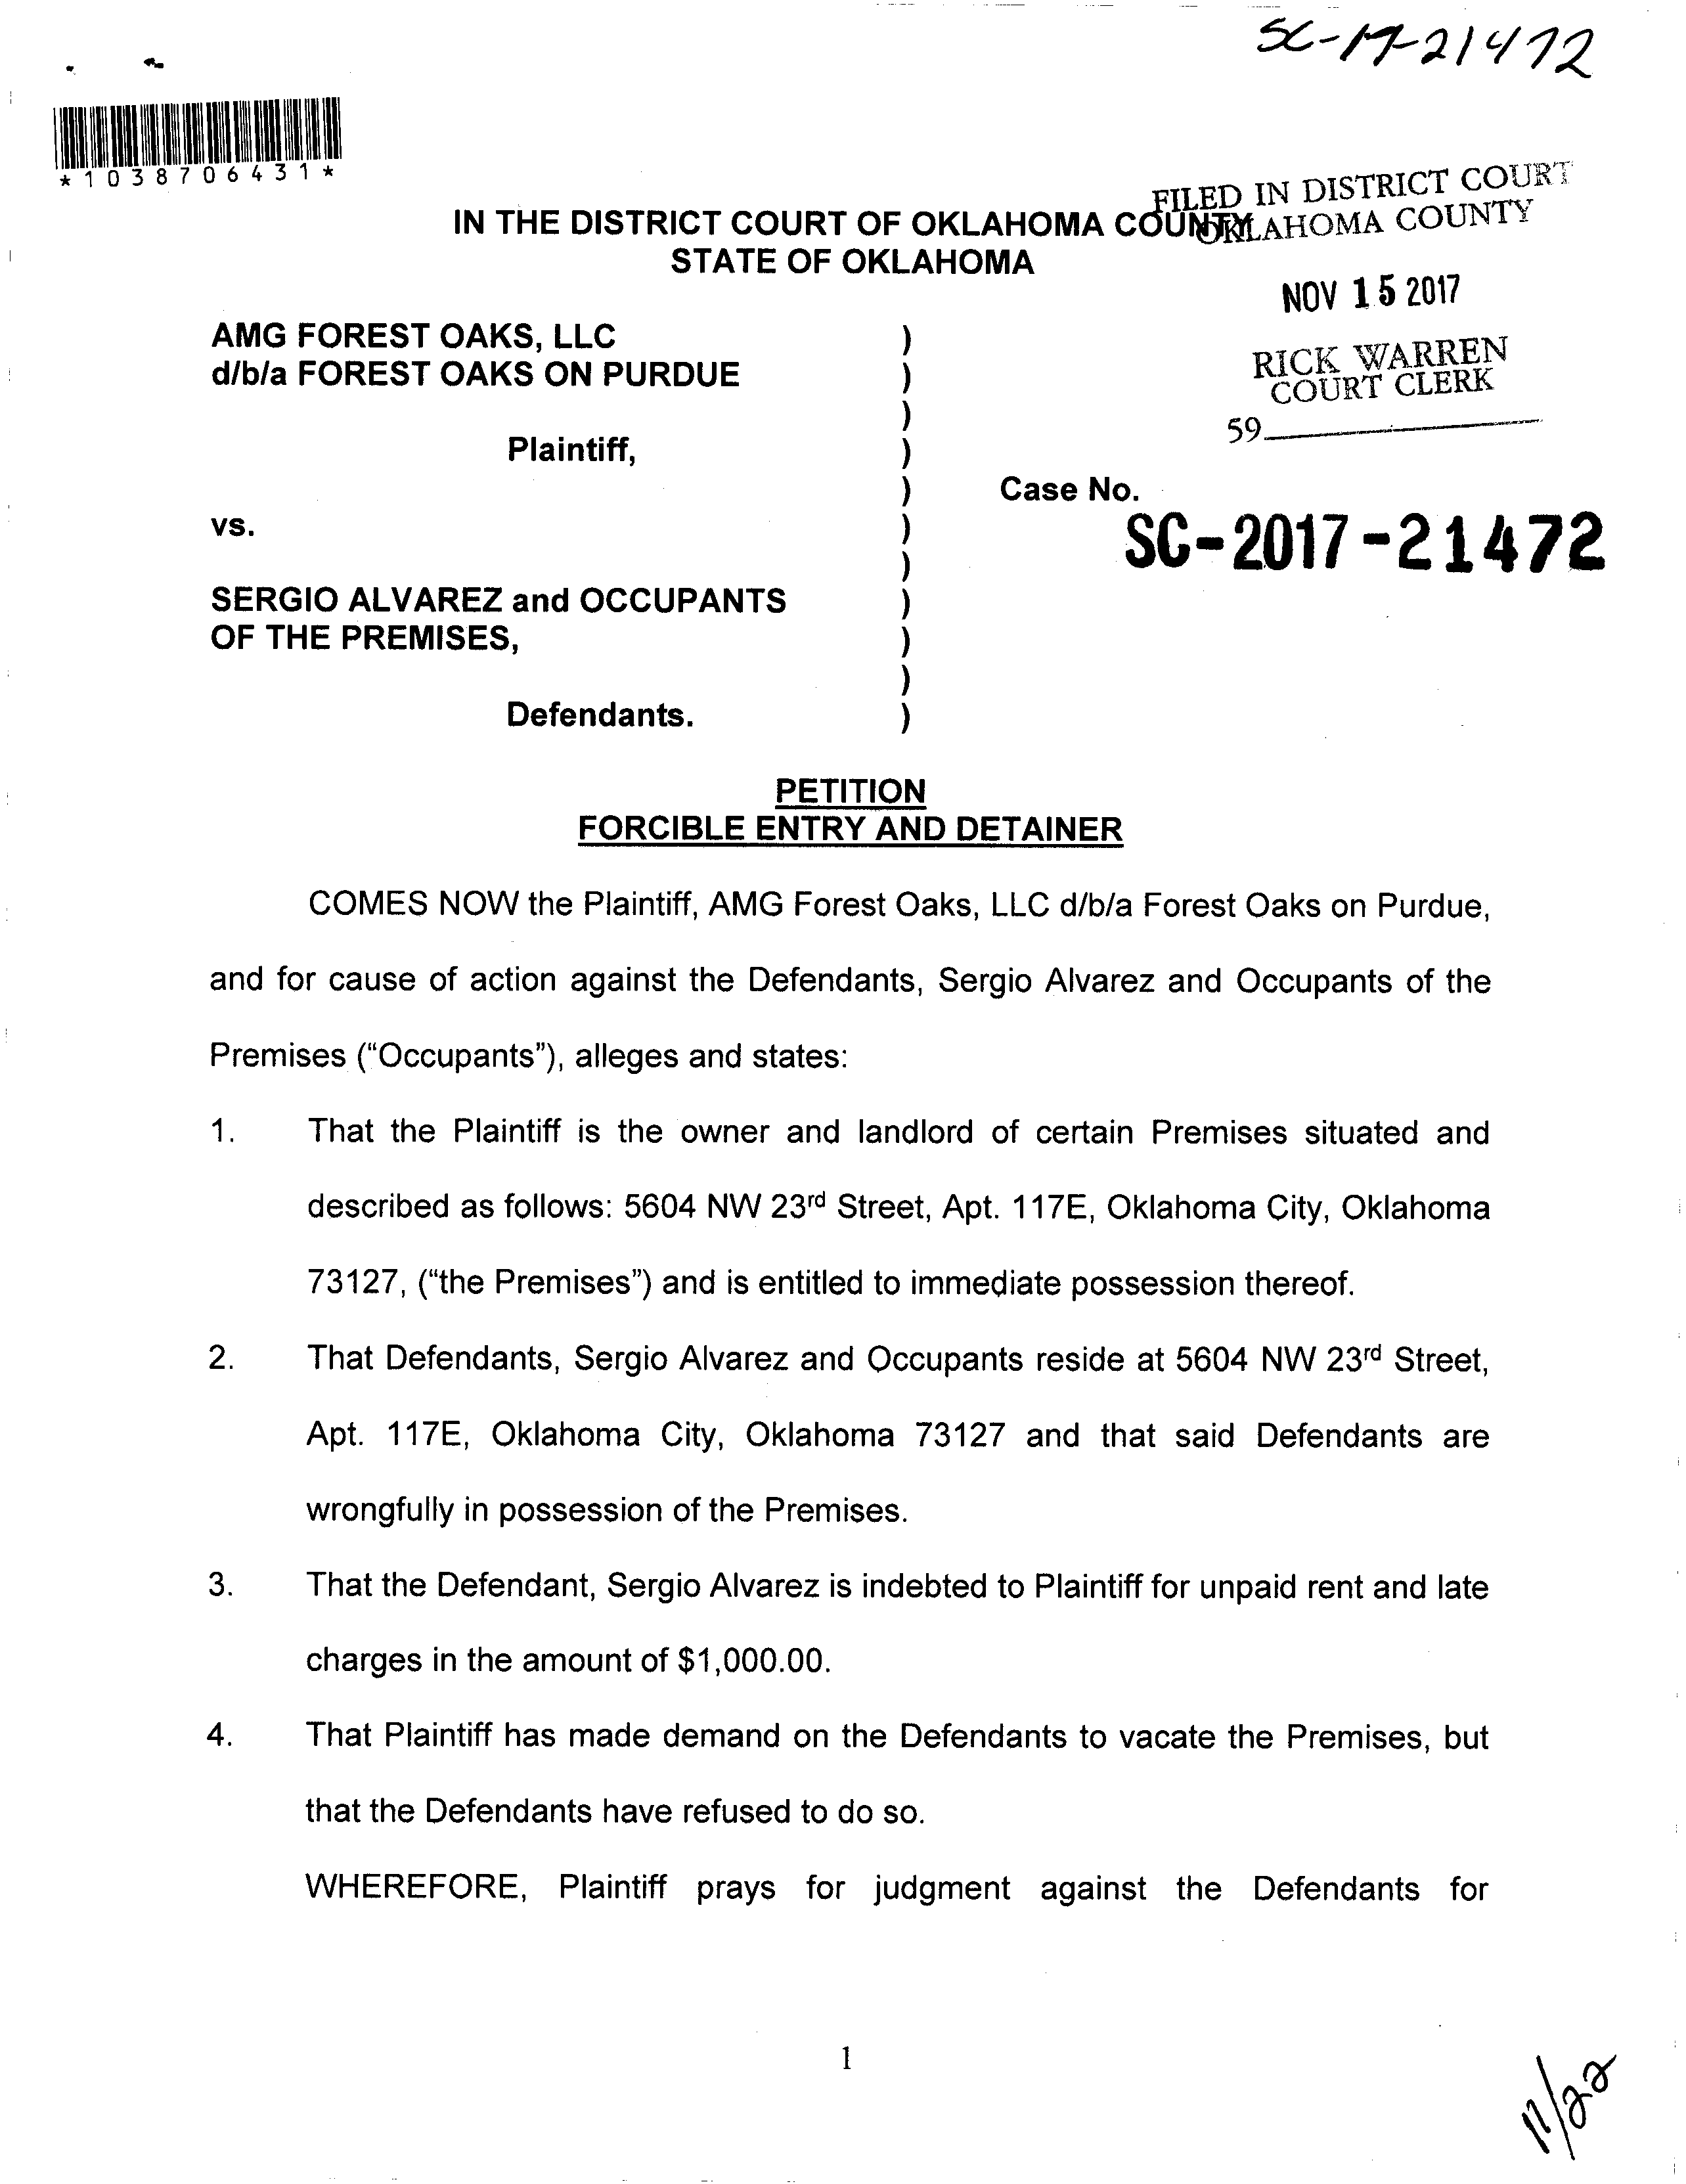 SC-17-21472
*1038706431*
FILED IN DISTRICT COURT
OKLAHOMA COUNTY
IN THE DISTRICT COURT OF OKLAHOMA COUNTY
STATE OF OKLAHOMA
NOV 15 2017
RICK WARREN
COURT CLERK
59
AMG FOREST OAKS, LLC )
d/b/a FOREST OAKS ON PURDUE )
)
Plaintiff, )
) Case No.
vs. ) SC-2017-21472
)
SERGIO ALVAREZ and OCCUPANTS )
OF THE PREMISES, )
)
Defendants. )
PETITION
FORCIBLE ENTRY AND DETAINER
COMES NOW the Plaintiff, AMG Forest Oaks, LLC d/b/a Forest Oaks on Purdue,
and for cause of action against the Defendants, Sergio Alvarez and Occupants of the
Premises (“Occupants”), alleges and states:
1. That the Plaintiff is the owner and landlord of certain Premises situated and
described as follows: 5604 NW 23rd Street, Apt. 117E, Oklahoma City, Oklahoma
73127, (“the Premises”) and is entitled to immediate possession thereof.
2. That Defendants, Sergio Alvarez and Occupants reside at 5604 NW 23rd Street,
Apt. 117E, Oklahoma City, Oklahoma 73127 and that said Defendants are
wrongfully in possession of the Premises.
3. That the Defendant, Sergio Alvarez is indebted to Plaintiff for unpaid rent and late
charges in the amount of $1,000.00.
4. That Plaintiff has made demand on the Defendants to vacate the Premises, but
that the Defendants have refused to do so.
WHEREFORE, Plaintiff prays for judgment against the Defendants for
1
11/22